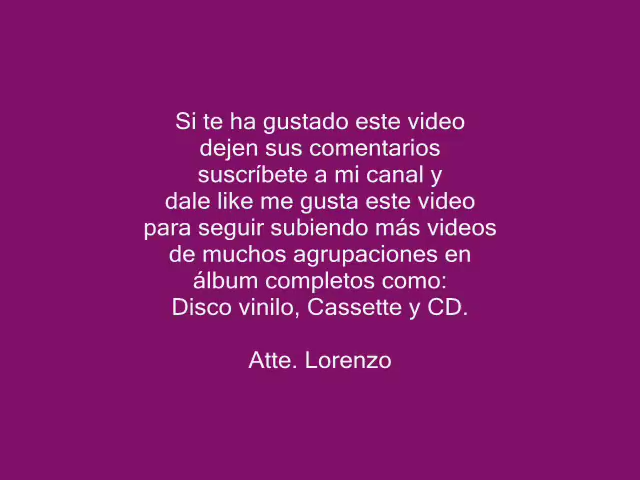 Si te ha gustado este video
dejen sus comentarios
suscríbete a mi canal y
dale like me gusta este video
para seguir subiendo más videos
de muchos agrupaciones en
álbum completos como:
Disco vinilo, Cassette y CD.
Atte. Lorenzo